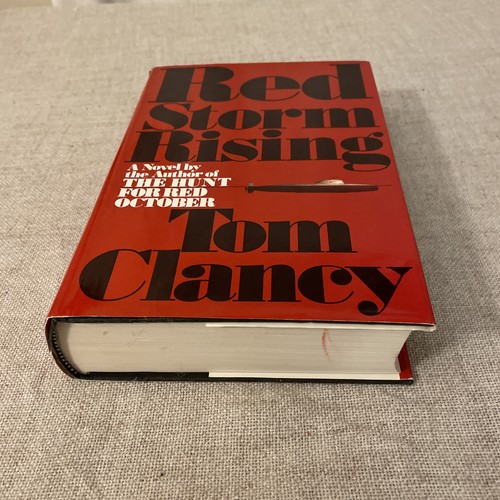 Red
Storm
Rising
A Novel by
the Author of
THE HUNT
FOR RED
OCTOBER
Tom
Clancy